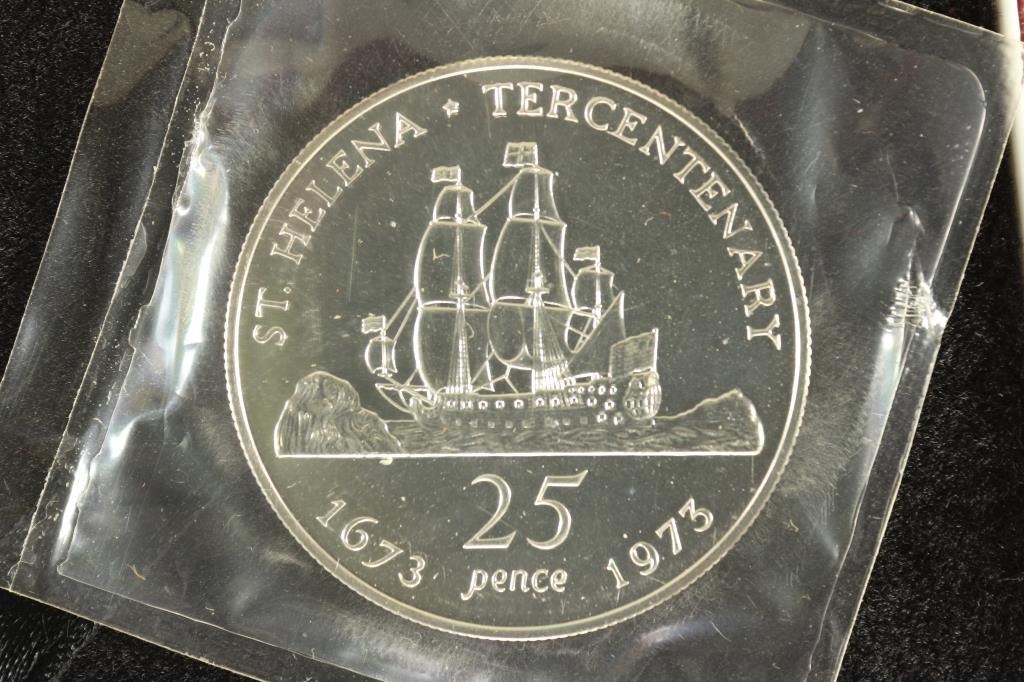 ST. HELENA ★ TERCENTENARY
25
pence
1673 1973